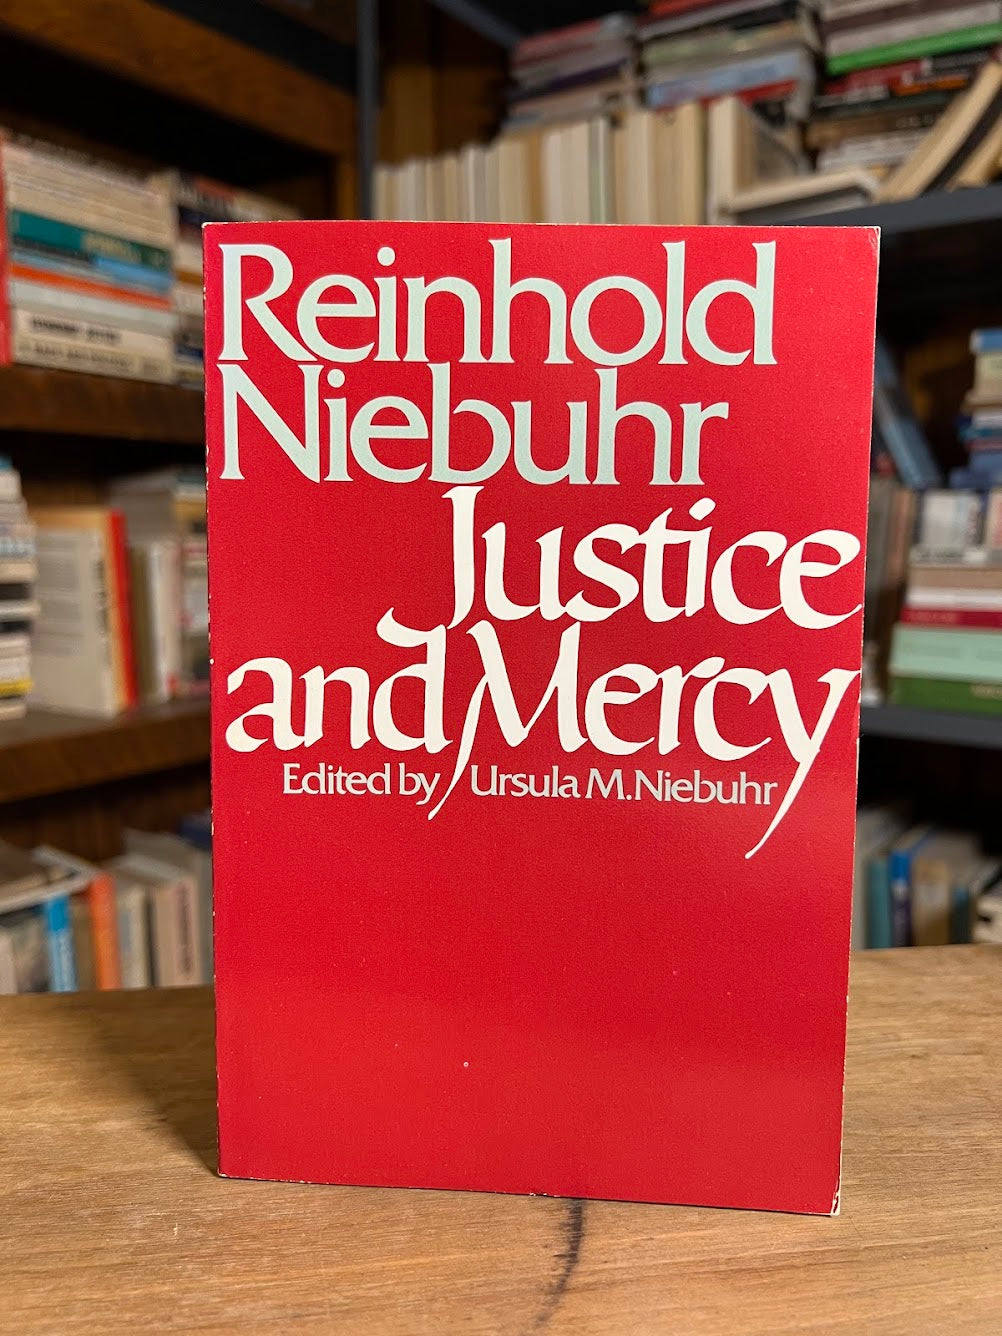 Reinhold
Niebuhr
Justice
and Mercy
Edited by Ursula M. Niebuhr